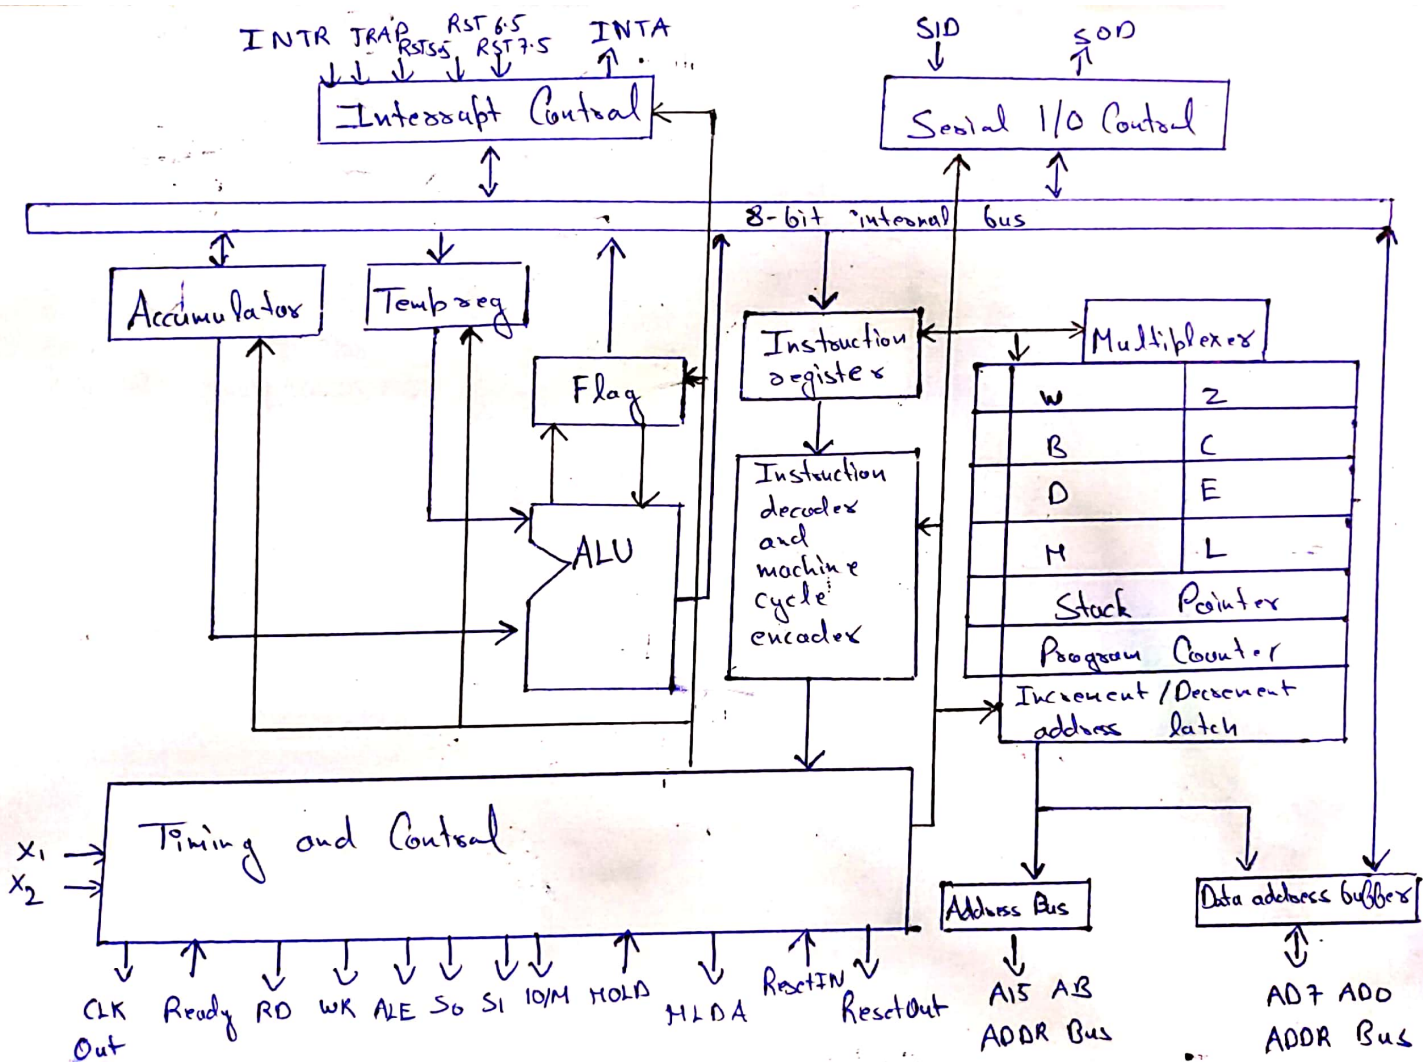 INTR TRAP RST5.5 RST 6.5 RST 7.5 INTA
SID SOD
Interrupt Control
Serial I/O Control
8-bit internal bus
Accumulator
Temp reg
Flag
ALU
Instruction
register
Instruction
decoder
and
machine
cycle
encoder
Multiplexer
W Z
B C
D E
H L
Stack Pointer
Program Counter
Increment/Decrement
address latch
Timing and Control
X1
X2
Address Bus
Data address buffer
CLK
Out
Ready
RD
WR
ALE
S0
S1
IO/M
HOLD
HLDA
ResetIN
ResetOut
A15 A8
ADDR Bus
AD7 AD0
ADDR Bus